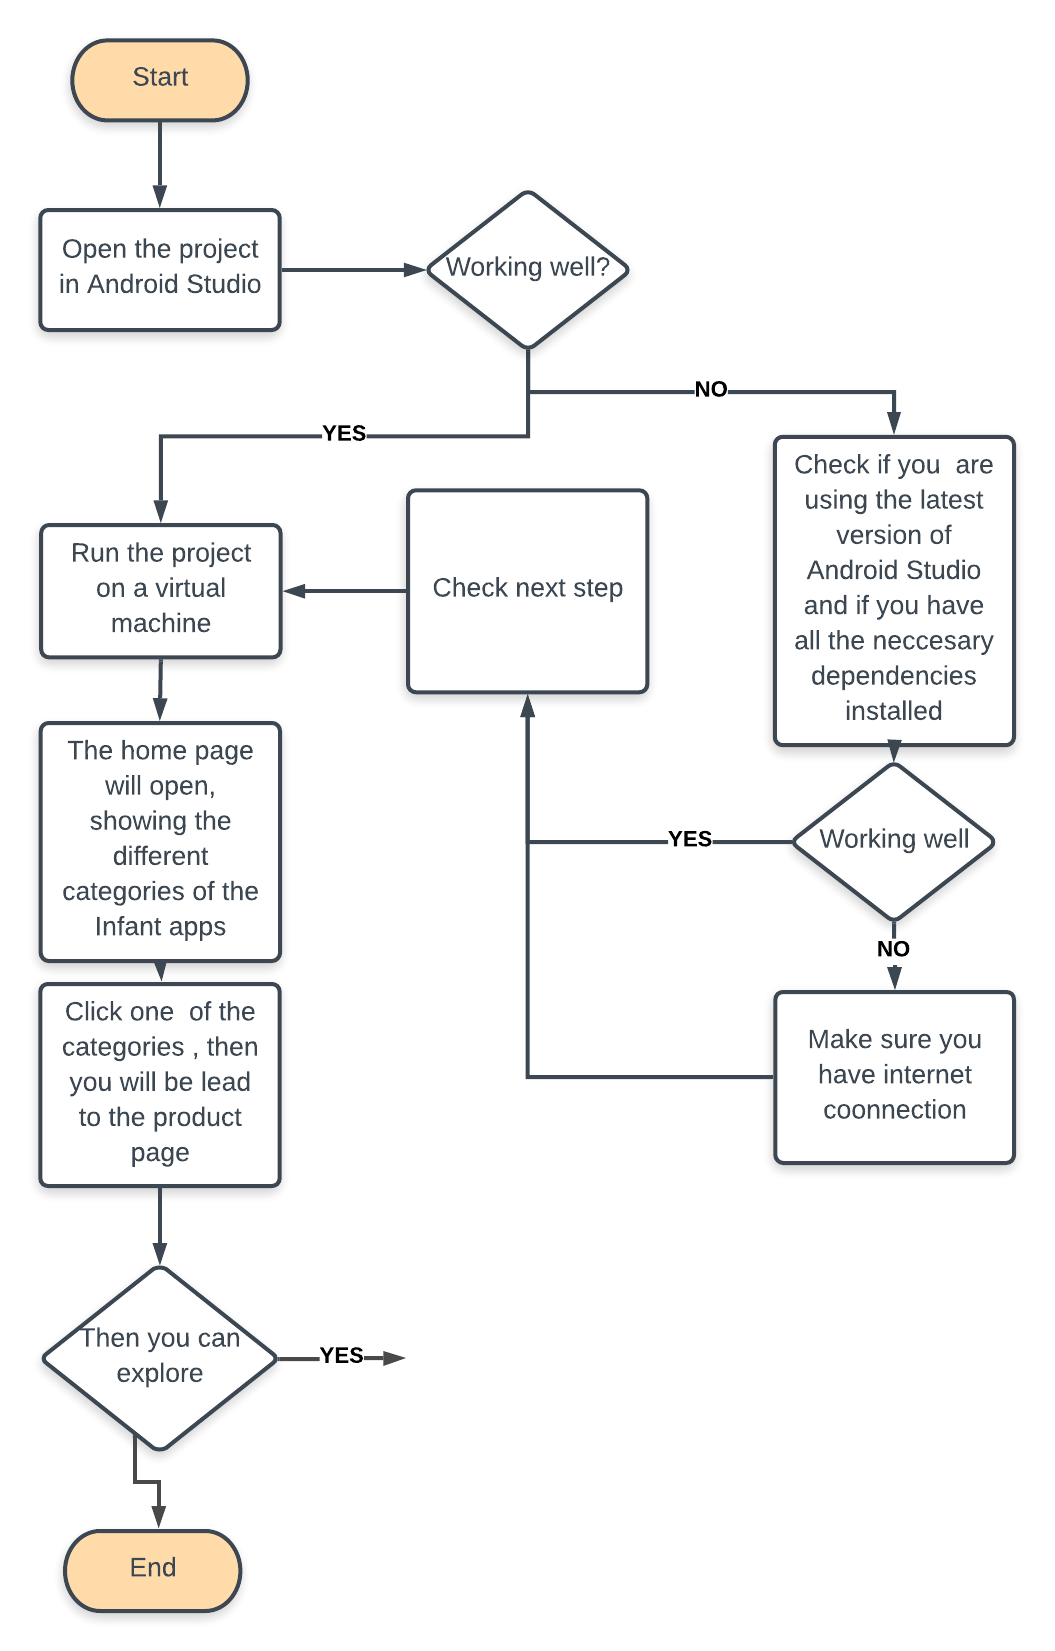 Start
Open the project
in Android Studio
Working well?
NO
YES
Check if you  are
using the latest
version of
Android Studio
and if you have
all the neccesary
dependencies
installed
Run the project
on a virtual
machine
Check next step
The home page
will open,
showing the
different
categories of the
Infant apps
YES
Working well
NO
Click one  of the
categories , then
you will be lead
to the product
page
Make sure you
have internet
coonnection
Then you can
explore
YES
End